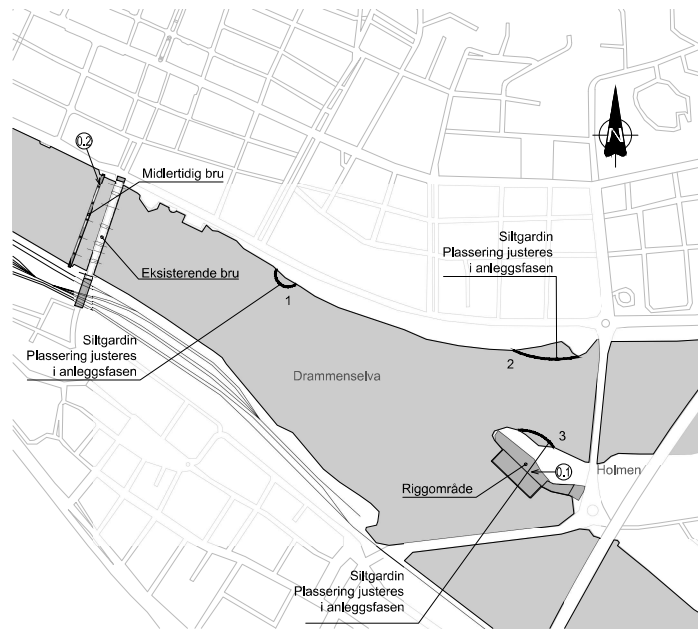 N
0.2
Midlertidig bru
Eksisterende bru
1
Siltgardin
Plassering justeres
i anleggsfasen
Siltgardin
Plassering justeres
i anleggsfasen
2
Drammenselva
3
0.1
Holmen
Riggområde
Siltgardin
Plassering justeres
i anleggsfasen